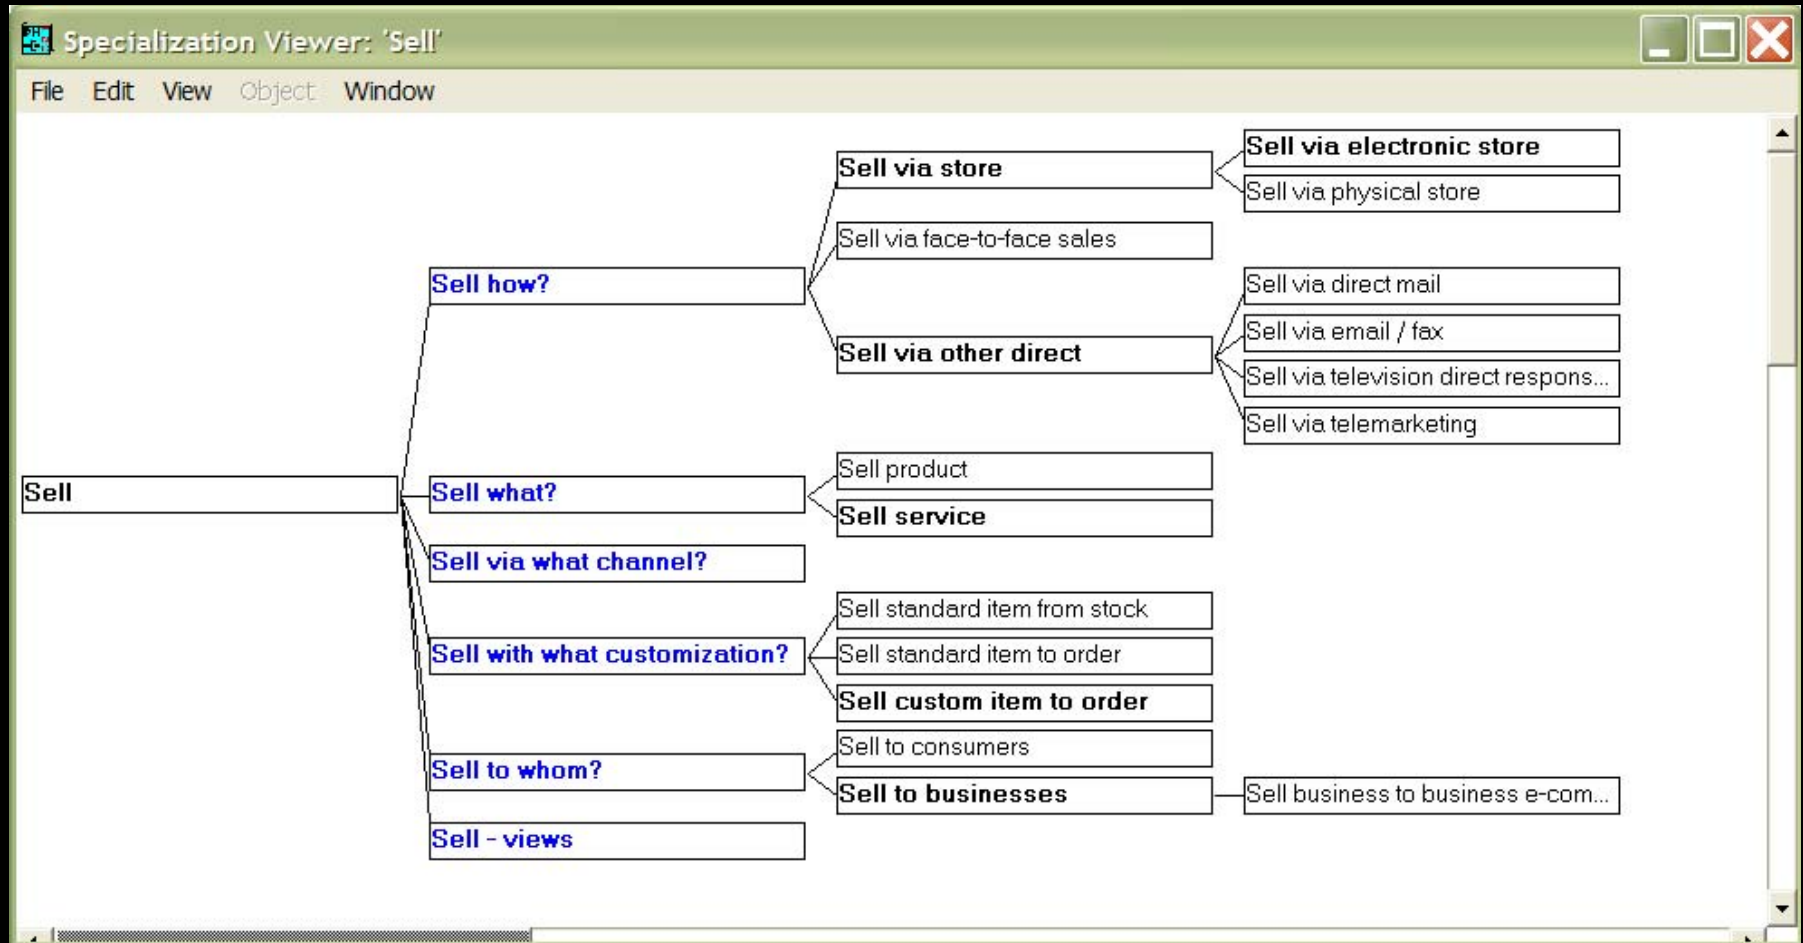 Specialization Viewer: 'Sell'
File Edit View Object Window
Sell
Sell how?
Sell via store
Sell via electronic store
Sell via physical store
Sell via face-to-face sales
Sell via other direct
Sell via direct mail
Sell via email / fax
Sell via television direct respons...
Sell via telemarketing
Sell what?
Sell product
Sell service
Sell via what channel?
Sell with what customization?
Sell standard item from stock
Sell standard item to order
Sell custom item to order
Sell to whom?
Sell to consumers
Sell to businesses
Sell business to business e-com...
Sell - views